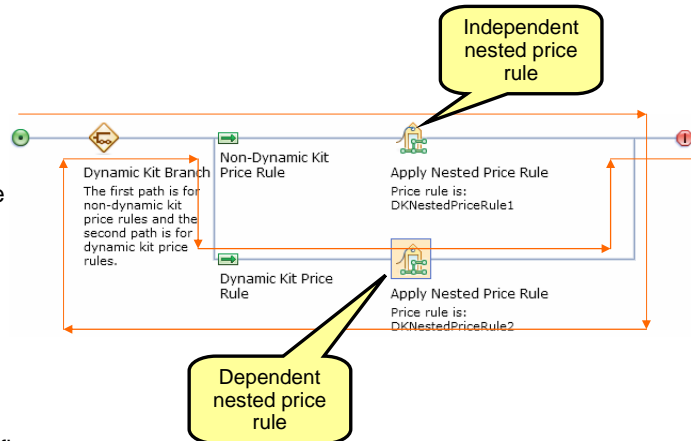 Independent
nested price
rule
Non-Dynamic Kit
Price Rule
Dynamic Kit Branch
The first path is for
non-dynamic kit
price rules and the
second path is for
dynamic kit price
rules.
Apply Nested Price Rule
Price rule is:
DKNestedPriceRule1
Dynamic Kit Price
Rule
Apply Nested Price Rule
Price rule is:
DKNestedPriceRule2
Dependent
nested price
rule